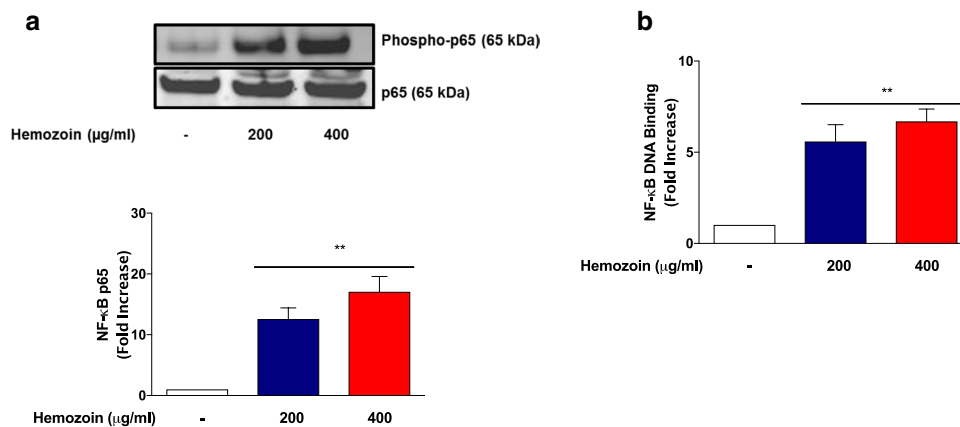 a
Phospho-p65 (65 kDa)
p65 (65 kDa)
Hemozoin (µg/ml) - 200 400
NF-κB p65
(Fold Increase)
30
20
10
0
**
Hemozoin (µg/ml) - 200 400
b
NF-κB DNA Binding
(Fold Increase)
10
5
0
**
Hemozoin (µg/ml) - 200 400